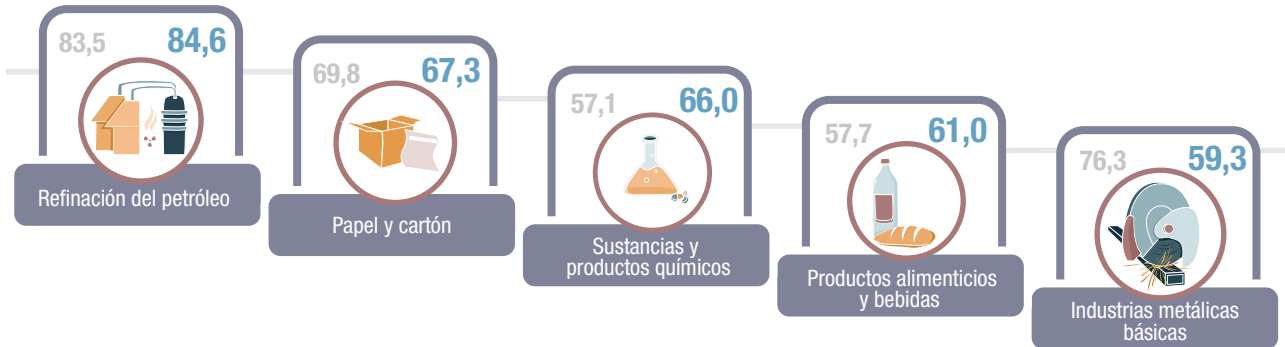 83,5 84,6
Refinación del petróleo
69,8 67,3
Papel y cartón
57,1 66,0
Sustancias y
productos químicos
57,7 61,0
Productos alimenticios
y bebidas
76,3 59,3
Industrias metálicas
básicas